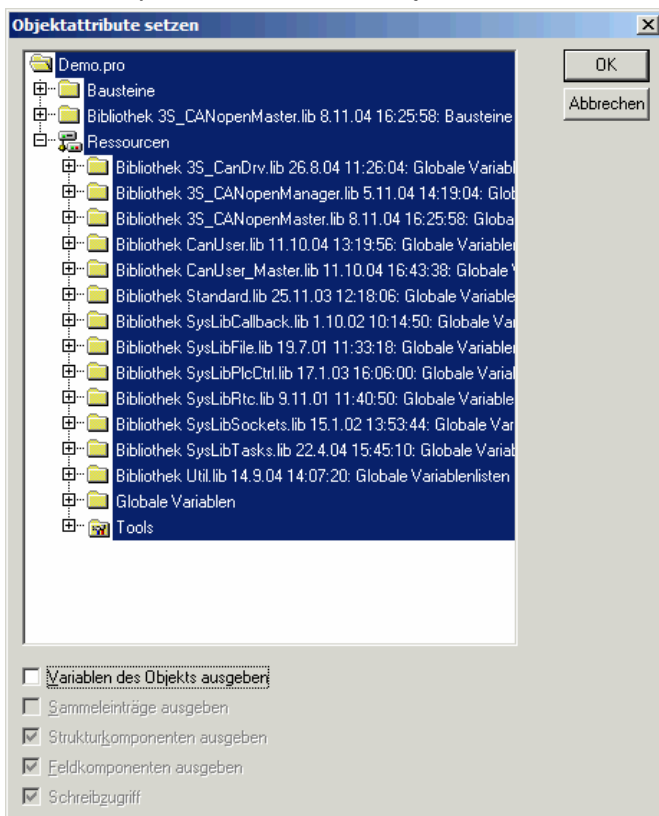 Objektattribute setzen
Demo.pro
OK
Bausteine
Abbrechen
Bibliothek 3S_CANopenMaster.lib 8.11.04 16:25:58: Bausteine
Ressourcen
Bibliothek 3S_CanDrv.lib 26.8.04 11:26:04: Globale Variabl
Bibliothek 3S_CANopenManager.lib 5.11.04 14:19:04: Glob
Bibliothek 3S_CANopenMaster.lib 8.11.04 16:25:58: Globa
Bibliothek CanUser.lib 11.10.04 13:19:56: Globale Variablen
Bibliothek CanUser_Master.lib 11.10.04 16:43:38: Globale
Bibliothek Standard.lib 25.11.03 12:18:06: Globale Variable
Bibliothek SysLibCallback.lib 1.10.02 10:14:50: Globale Var
Bibliothek SysLibFile.lib 19.7.01 11:33:18: Globale Variablen
Bibliothek SysLibPlcCtrl.lib 17.1.03 16:06:00: Globale Varial
Bibliothek SysLibRtc.lib 9.11.01 11:40:50: Globale Variable
Bibliothek SysLibSockets.lib 15.1.02 13:53:44: Globale Var
Bibliothek SysLibTasks.lib 22.4.04 15:45:10: Globale Variab
Bibliothek Util.lib 14.9.04 14:07:20: Globale Variablenlisten
Globale Variablen
Tools
Variablen des Objekts ausgeben
Sammeleinträge ausgeben
Strukturkomponenten ausgeben
Feldkomponenten ausgeben
Schreibzugriff